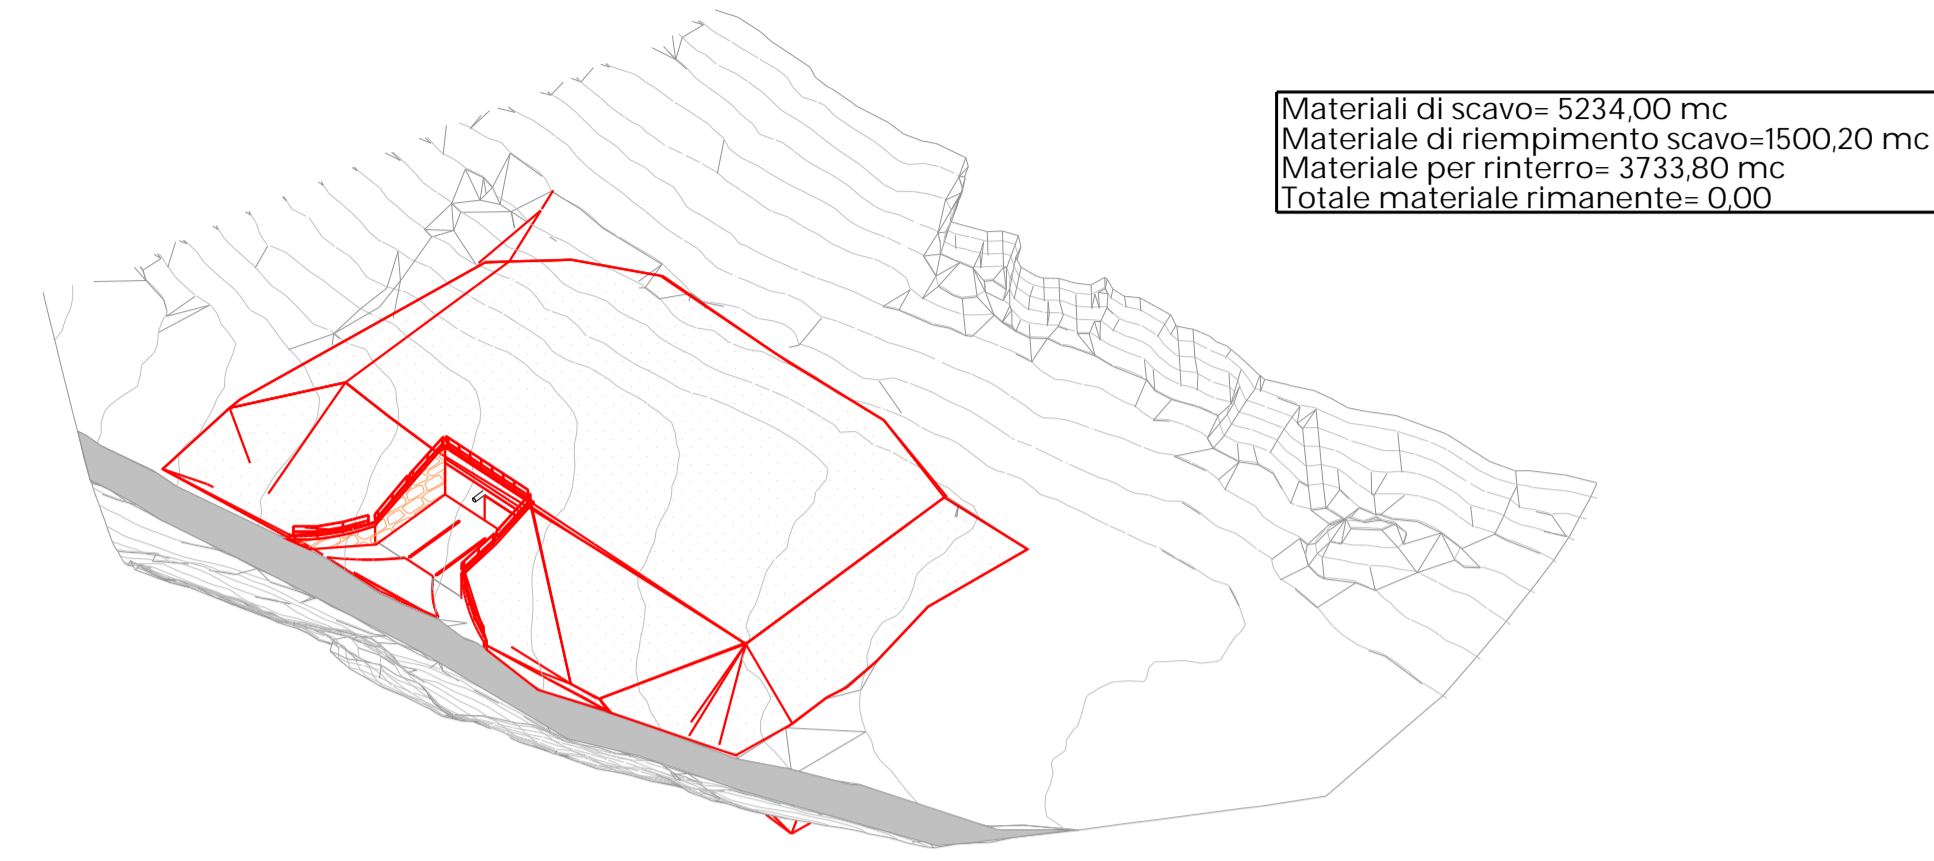 Materiali di scavo= 5234,00 mc
Materiale di riempimento scavo=1500,20 mc
Materiale per rinterro= 3733,80 mc
Totale materiale rimanente= 0,00